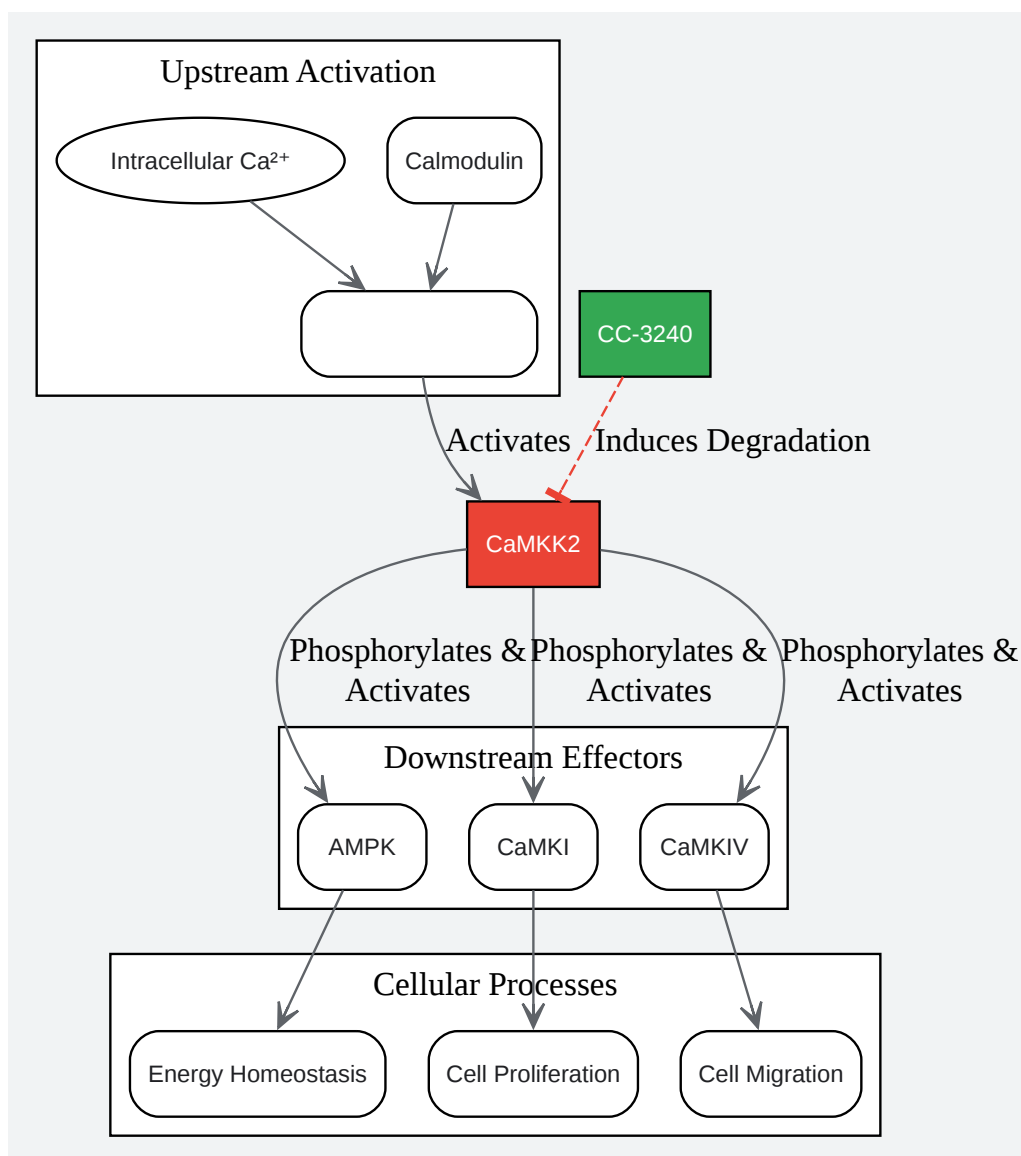 Upstream Activation
Intracellular Ca²⁺
Calmodulin
CC-3240
Activates
Induces Degradation
CaMKK2
Phosphorylates &
Activates
Phosphorylates &
Activates
Phosphorylates &
Activates
Downstream Effectors
AMPK
CaMKI
CaMKIV
Cellular Processes
Energy Homeostasis
Cell Proliferation
Cell Migration